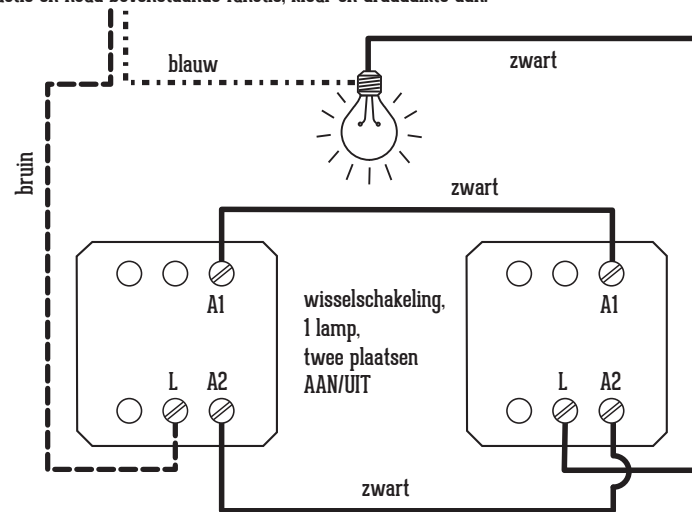 blauw
zwart
bruin
zwart
A1
wisselschakeling,
1 lamp,
twee plaatsen
AAN/UIT
A1
L A2
L A2
zwart